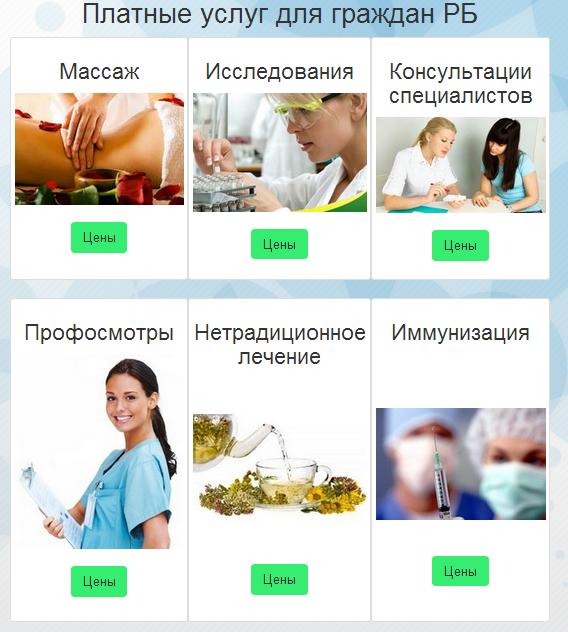 Платные услуг для граждан РБ
Массаж
Исследования
Консультации
специалистов
Цены
Цены
Цены
Профосмотры
Нетрадиционное
лечение
Иммунизация
Цены
Цены
Цены